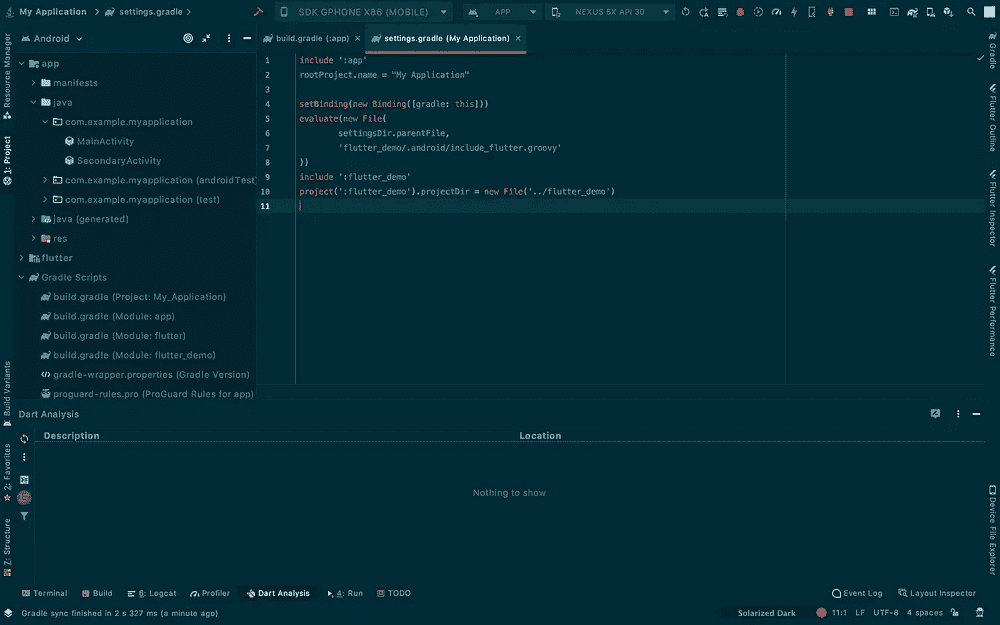 My Application
settings.gradle
SDK GPHONE X86 (MOBILE)
APP
NEXUS 5X API 30
Android
build.gradle (:app)
settings.gradle (My Application)
Resource Manager
1: Project
Build Variants
2: Favorites
7: Structure
app
manifests
java
com.example.myapplication
MainActivity
SecondaryActivity
com.example.myapplication (androidTest)
com.example.myapplication (test)
java (generated)
res
flutter
Gradle Scripts
build.gradle (Project: My_Application)
build.gradle (Module: app)
build.gradle (Module: flutter)
build.gradle (Module: flutter_demo)
gradle-wrapper.properties (Gradle Version)
proguard-rules.pro (ProGuard Rules for app)
1 include ':app'
2 rootProject.name = "My Application"
3
4 setBinding(new Binding([gradle: this]))
5 evaluate(new File(
6 settingsDir.parentFile,
7 'flutter_demo/.android/include_flutter.groovy'
8 ))
9 include ':flutter_demo'
10 project(':flutter_demo').projectDir = new File('../flutter_demo')
11
Gradle
Flutter Outline
Flutter Inspector
Flutter Performance
Device File Explorer
Dart Analysis
Description Location
Nothing to show
Terminal Build 6: Logcat Profiler Dart Analysis 4: Run TODO Event Log Layout Inspector
Gradle sync finished in 2 s 327 ms (a minute ago) Solarized Dark 11:1 LF UTF-8 4 spaces